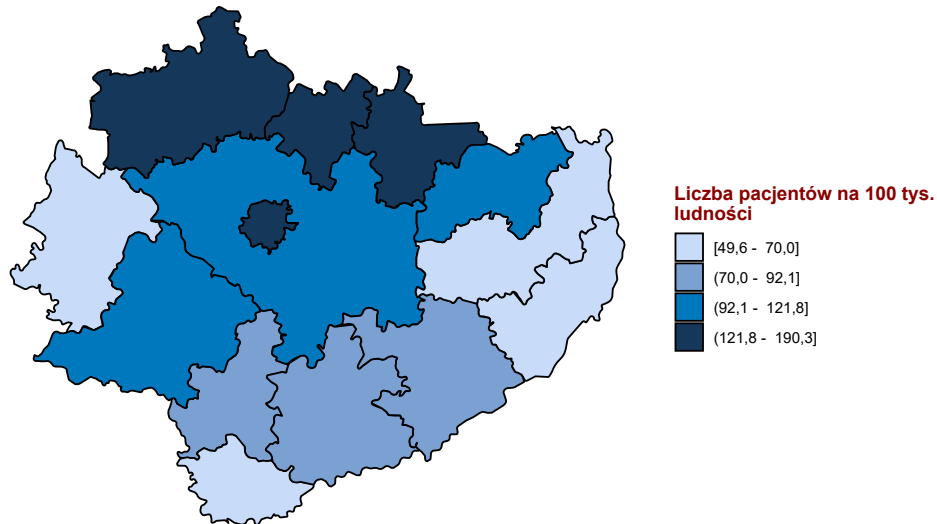 Liczba pacjentów na 100 tys.
ludności
[49,6 - 70,0]
(70,0 - 92,1]
(92,1 - 121,8]
(121,8 - 190,3]